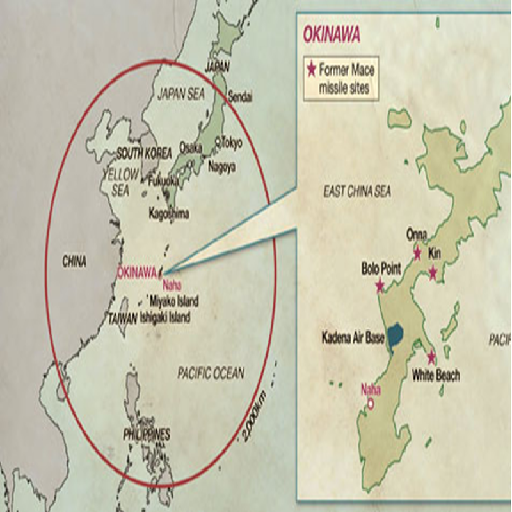 JAPAN
JAPAN SEA
Sendai
SOUTH KOREA
Osaka
Tokyo
Nagoya
YELLOW
SEA
Fukuoka
Kagoshima
CHINA
OKINAWA
Naha
Miyako Island
TAIWAN
Ishigaki Island
PACIFIC OCEAN
2,000km
PHILIPPINES
OKINAWA
Former Mace
missile sites
EAST CHINA SEA
Onna
Kin
Bolo Point
Kadena Air Base
PACIF
White Beach
Naha